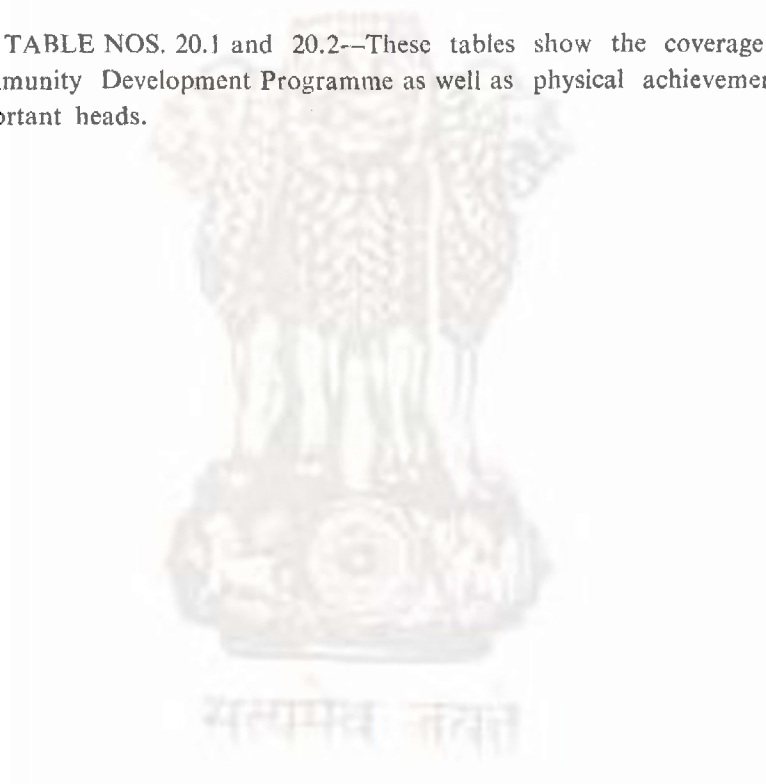 TABLE NOS. 20.1 and 20.2--These tables show the coverage
munity Development Programme as well as physical achievemen
ortant heads.
सत्यमेव जयते